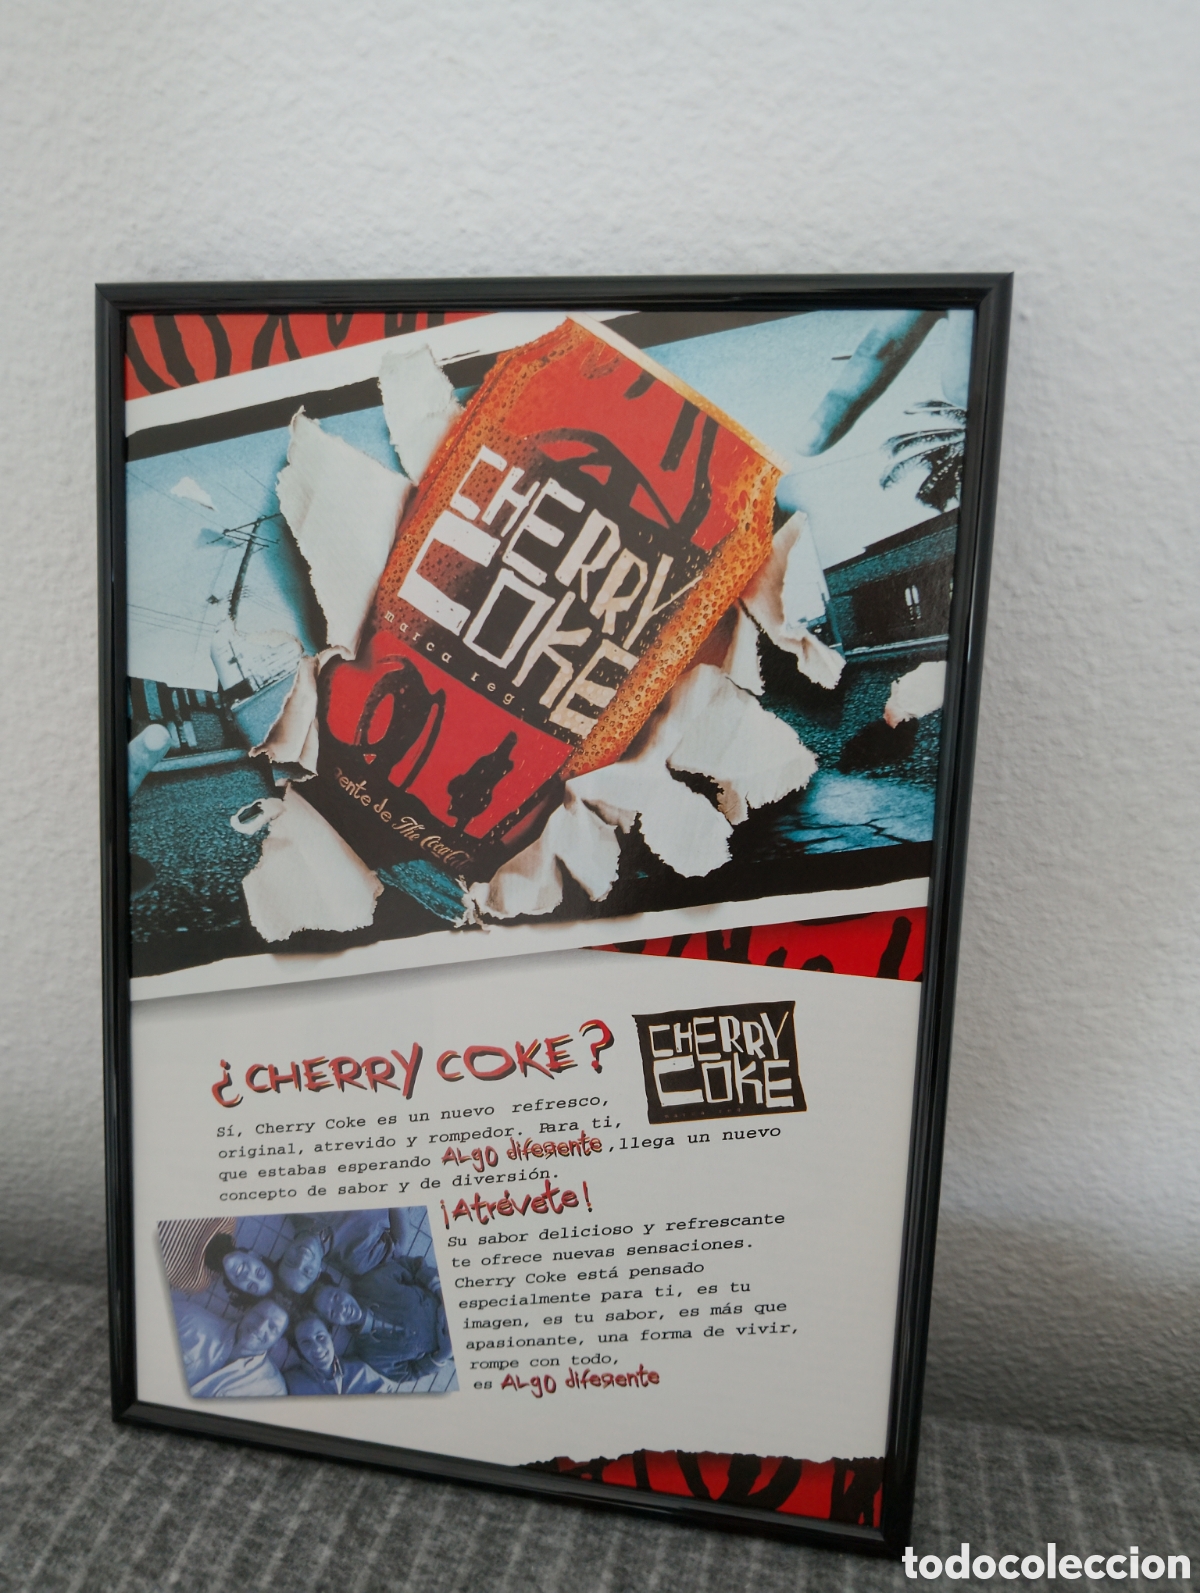 CHERRY
COKE
marca reg.
ente de The Coca-Co
¿CHERRY COKE?
CHERRY
COKE
Sí, Cherry Coke es un nuevo refresco,
original, atrevido y rompedor. Para ti,
que estabas esperando ALgO diferente, llega un nuevo
concepto de sabor y de diversión.
¡Atrévete!
Su sabor delicioso y refrescante
te ofrece nuevas sensaciones.
Cherry Coke está pensado
especialmente para ti, es tu
imagen, es tu sabor, es más que
apasionante, una forma de vivir,
rompe con todo,
es ALgO diferente
todocoleccion